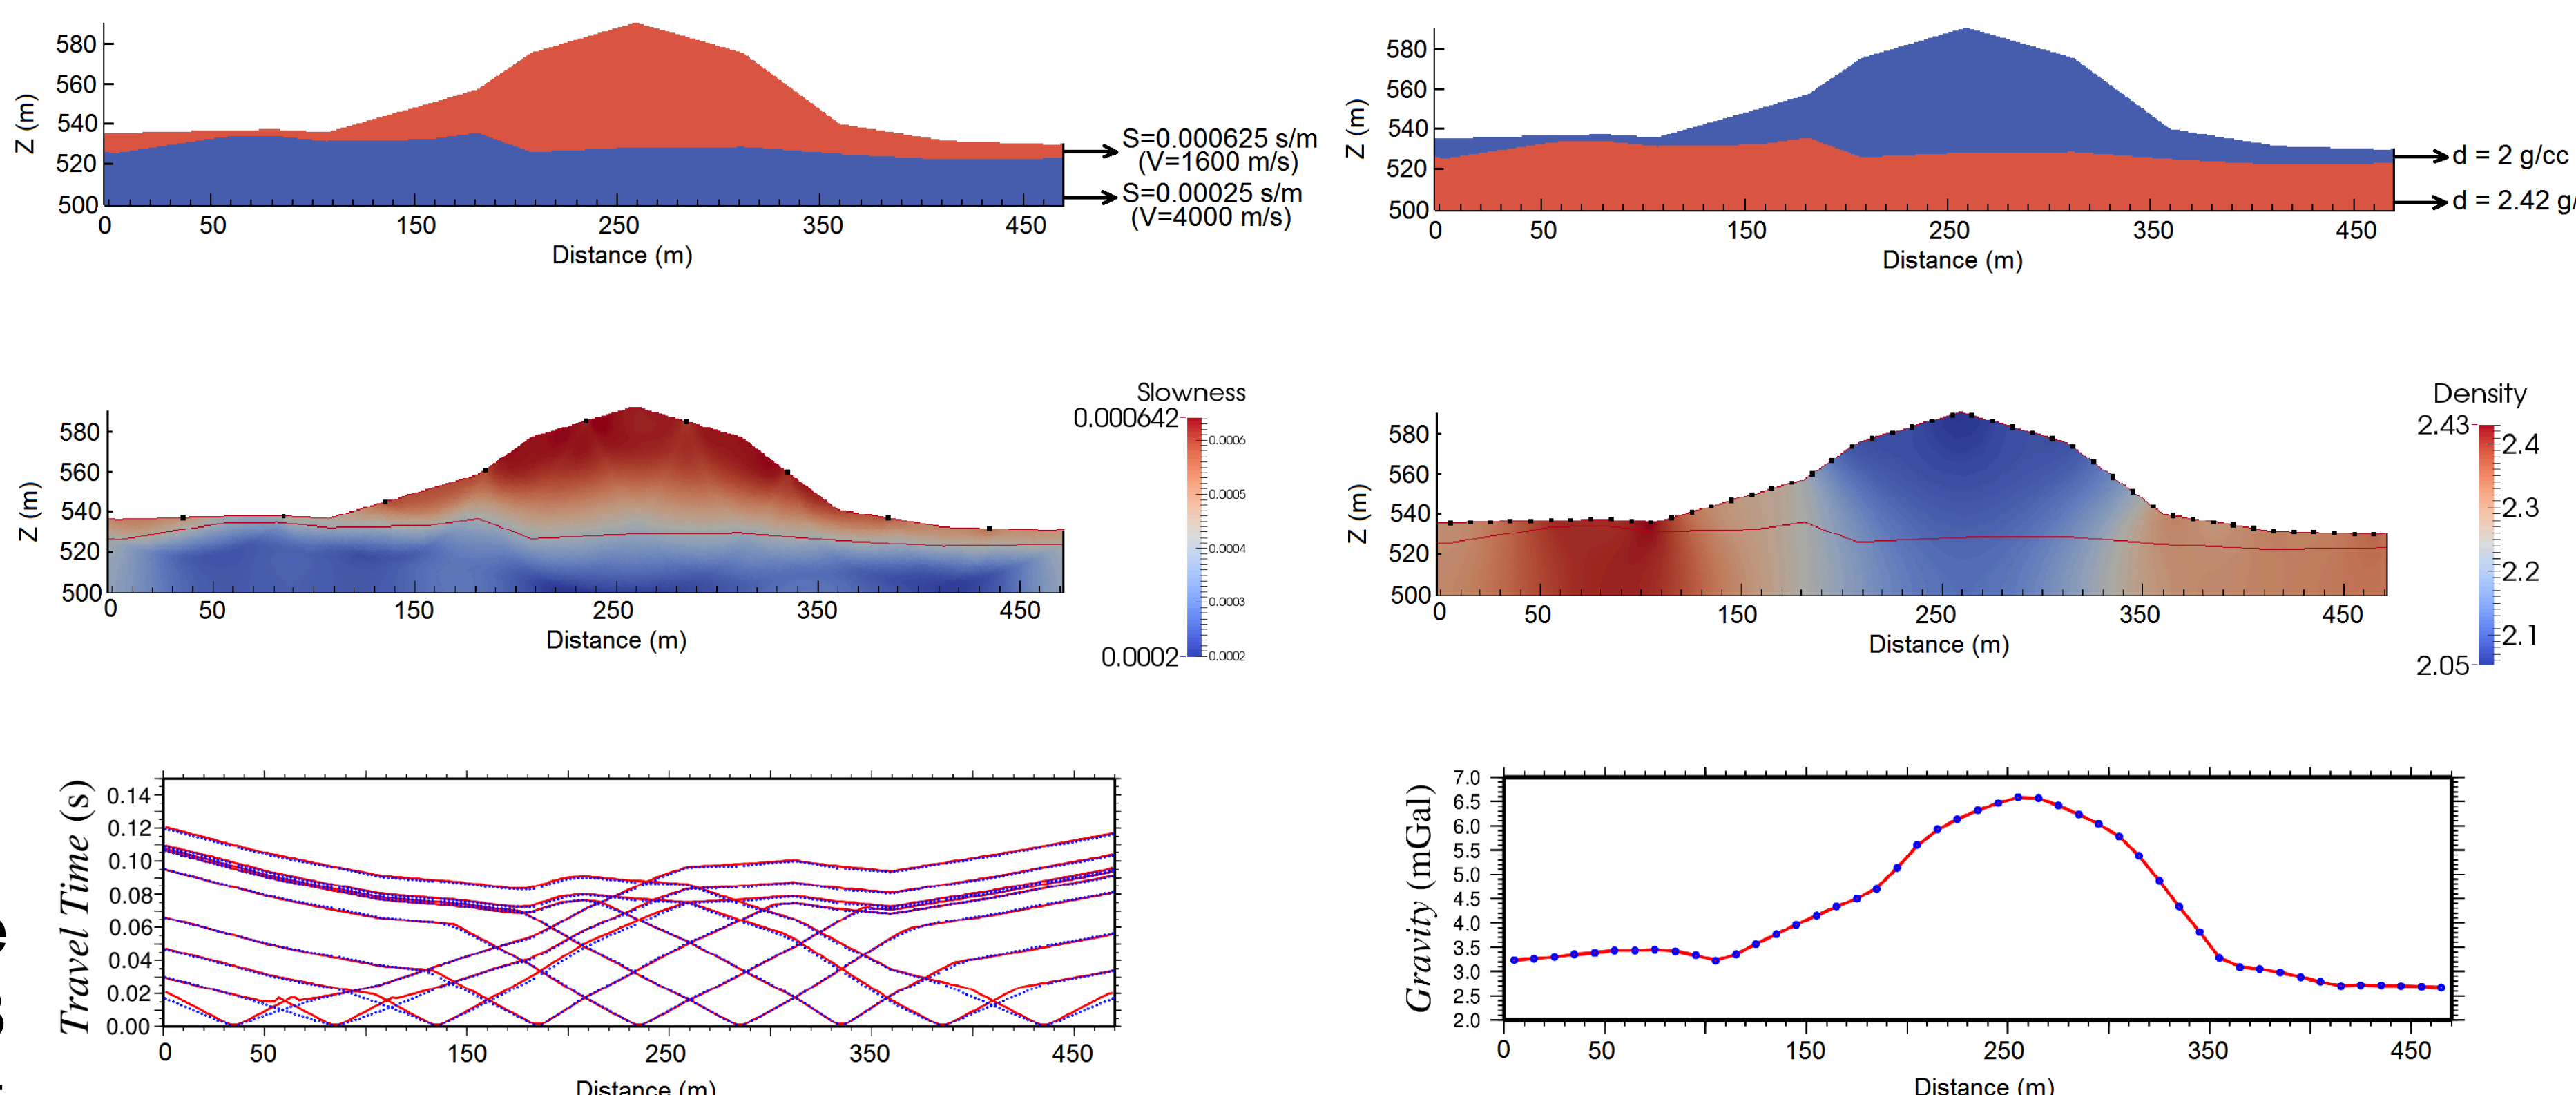 580
560
540
520
500
Z (m)
0 50 150 250 350 450
Distance (m)
S=0.000625 s/m
(V=1600 m/s)
S=0.00025 s/m
(V=4000 m/s)
580
560
540
520
500
Z (m)
0 50 150 250 350 450
Distance (m)
d = 2 g/cc
d = 2.42 g/
580
560
540
520
500
Z (m)
0 50 150 250 350 450
Distance (m)
Slowness
0.000642
0.0006
0.0005
0.0004
0.0003
0.0002
0.0002
580
560
540
520
500
Z (m)
0 50 150 250 350 450
Distance (m)
Density
2.43
2.4
2.3
2.2
2.1
2.05
0.14
0.12
0.10
0.08
0.06
0.04
0.02
0.00
Travel Time (s)
0 50 150 250 350 450
Distance (m)
7.0
6.5
6.0
5.5
5.0
4.5
4.0
3.5
3.0
2.5
2.0
Gravity (mGal)
0 50 150 250 350 450
Distance (m)